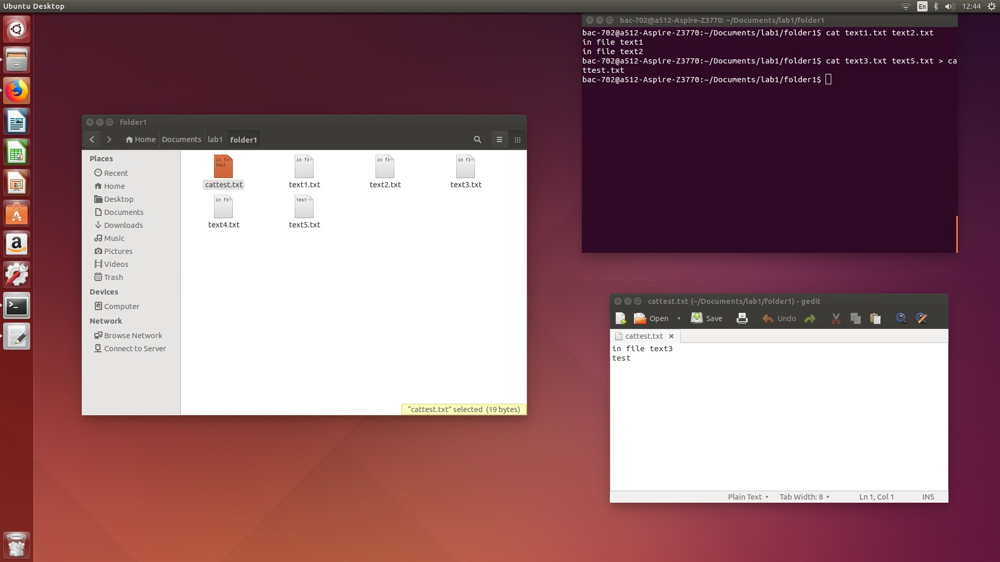 Ubuntu Desktop
En
12:44
bac-702@a512-Aspire-Z3770: ~/Documents/lab1/folder1
bac-702@a512-Aspire-Z3770:~/Documents/lab1/folder1$ cat text1.txt text2.txt
in file text1
in file text2
bac-702@a512-Aspire-Z3770:~/Documents/lab1/folder1$ cat text3.txt text5.txt > ca
ttest.txt
bac-702@a512-Aspire-Z3770:~/Documents/lab1/folder1$
folder1
Home Documents lab1 folder1
Places
Recent
Home
Desktop
Documents
Downloads
Music
Pictures
Videos
Trash
Devices
Computer
Network
Browse Network
Connect to Server
in fi
test
in fi
in fi
in fi
cattest.txt text1.txt text2.txt text3.txt
in fi
test
text4.txt text5.txt
“cattest.txt” selected (19 bytes)
cattest.txt (~/Documents/lab1/folder1) - gedit
Open Save Undo
cattest.txt
in file text3
test
Plain Text Tab Width: 8 Ln 1, Col 1 INS